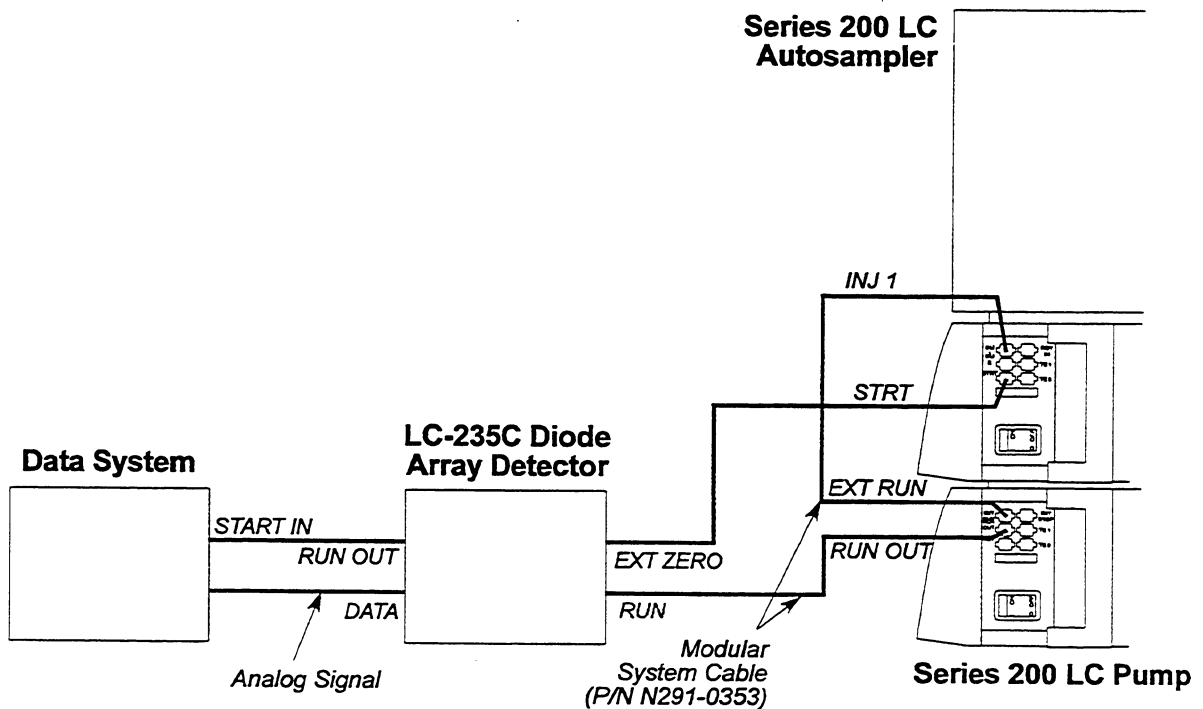 Series 200 LC
Autosampler
INJ 1
STRT
LC-235C Diode
Array Detector
Data System
EXT RUN
START IN
RUN OUT
RUN OUT
EXT ZERO
DATA
RUN
Modular
System Cable
(P/N N291-0353)
Analog Signal
Series 200 LC Pump